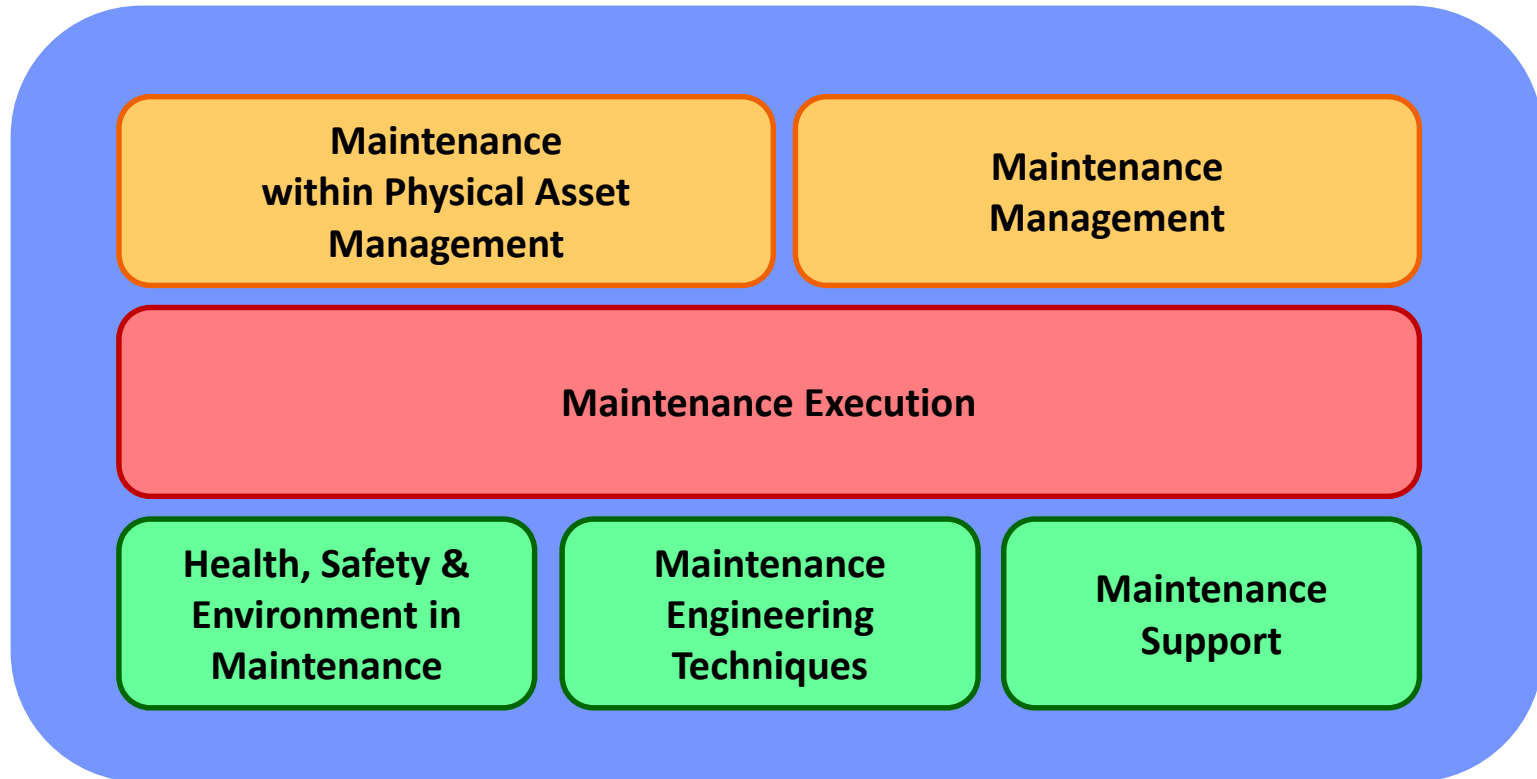 Maintenance
within Physical Asset
Management
Maintenance
Management
Maintenance Execution
Health, Safety &
Environment in
Maintenance
Maintenance
Engineering
Techniques
Maintenance
Support